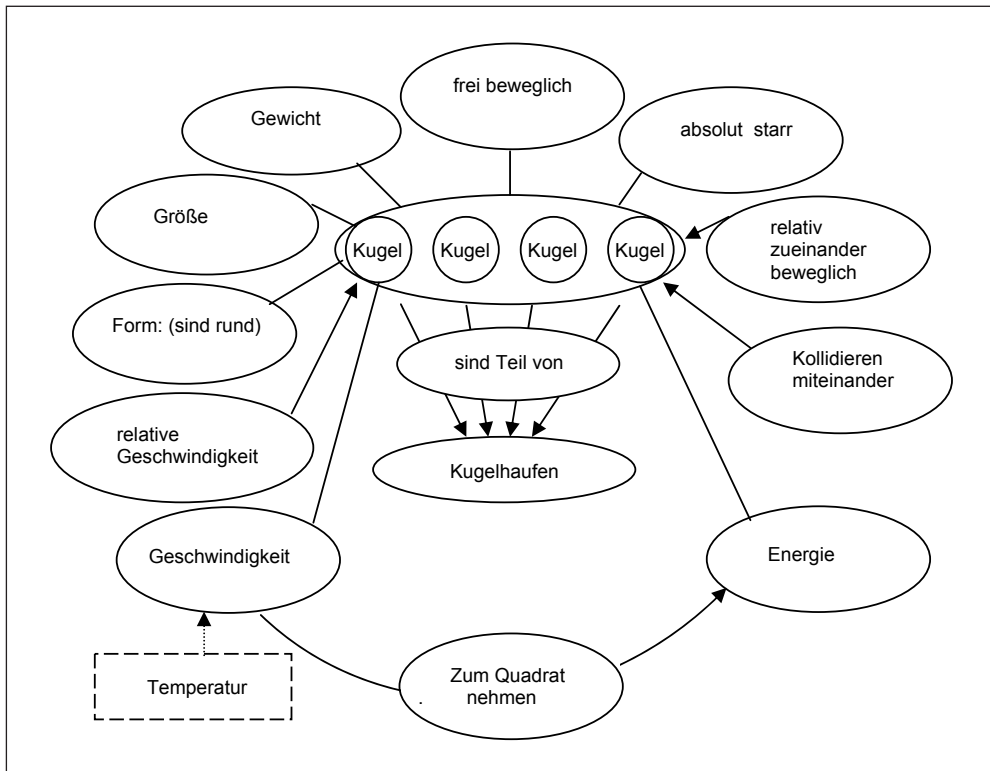 frei beweglich
Gewicht
absolut starr
Größe
relativ
zueinander
beweglich
Kugel
Kugel
Kugel
Kugel
Form: (sind rund)
sind Teil von
Kollidieren
miteinander
relative
Geschwindigkeit
Kugelhaufen
Geschwindigkeit
Energie
Temperatur
Zum Quadrat
nehmen
.